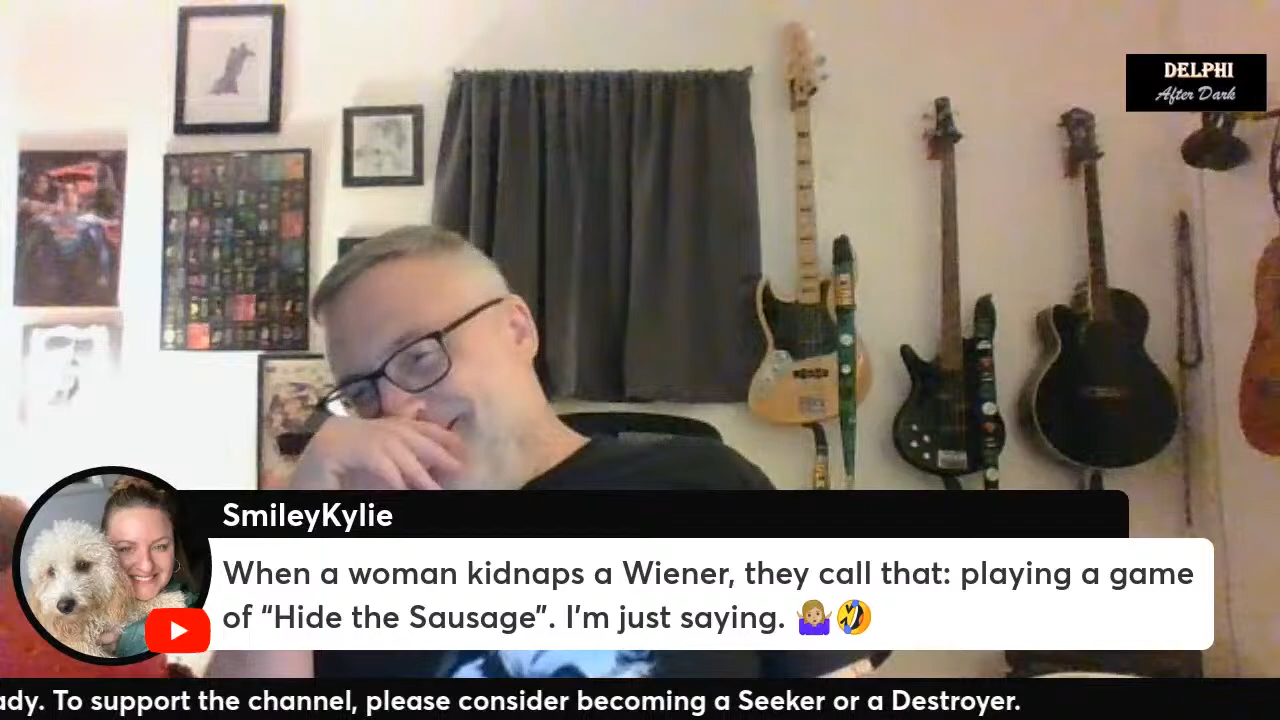 DELPHI
After Dark
SmileyKylie
When a woman kidnaps a Wiener, they call that: playing a game
of “Hide the Sausage”. I’m just saying. 🤷🏼‍♀️🤣
ady. To support the channel, please consider becoming a Seeker or a Destroyer.